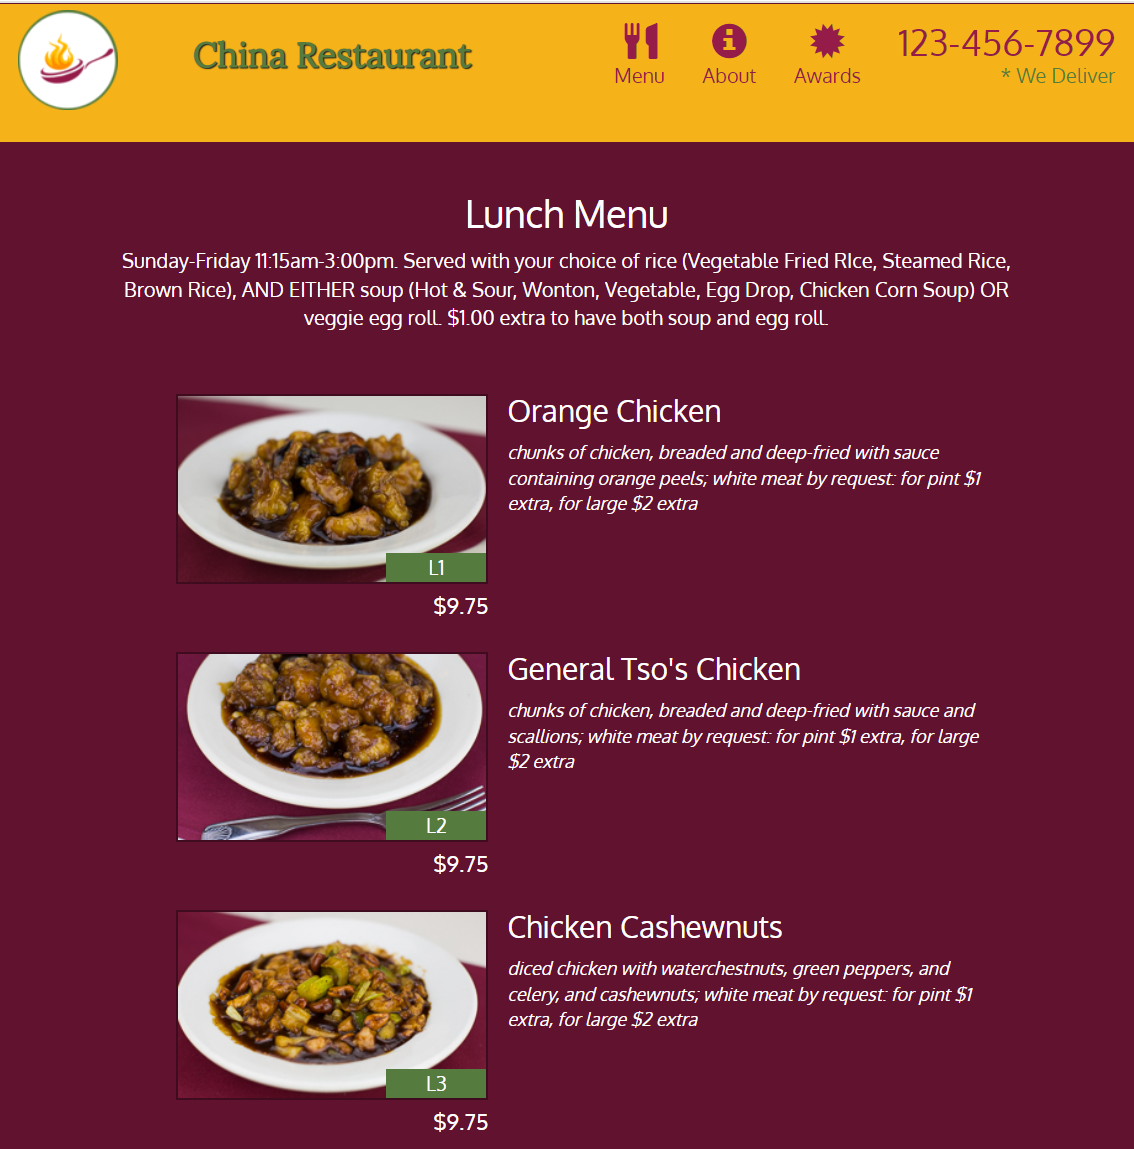 China Restaurant
Menu
About
Awards
123-456-7899
* We Deliver
Lunch Menu
Sunday-Friday 11:15am-3:00pm. Served with your choice of rice (Vegetable Fried RIce, Steamed Rice,
Brown Rice), AND EITHER soup (Hot & Sour, Wonton, Vegetable, Egg Drop, Chicken Corn Soup) OR
veggie egg roll. $1.00 extra to have both soup and egg roll.
Orange Chicken
chunks of chicken, breaded and deep-fried with sauce
containing orange peels; white meat by request: for pint $1
extra, for large $2 extra
L1
$9.75
General Tso's Chicken
chunks of chicken, breaded and deep-fried with sauce and
scallions; white meat by request: for pint $1 extra, for large
$2 extra
L2
$9.75
Chicken Cashewnuts
diced chicken with waterchestnuts, green peppers, and
celery, and cashewnuts; white meat by request: for pint $1
extra, for large $2 extra
L3
$9.75